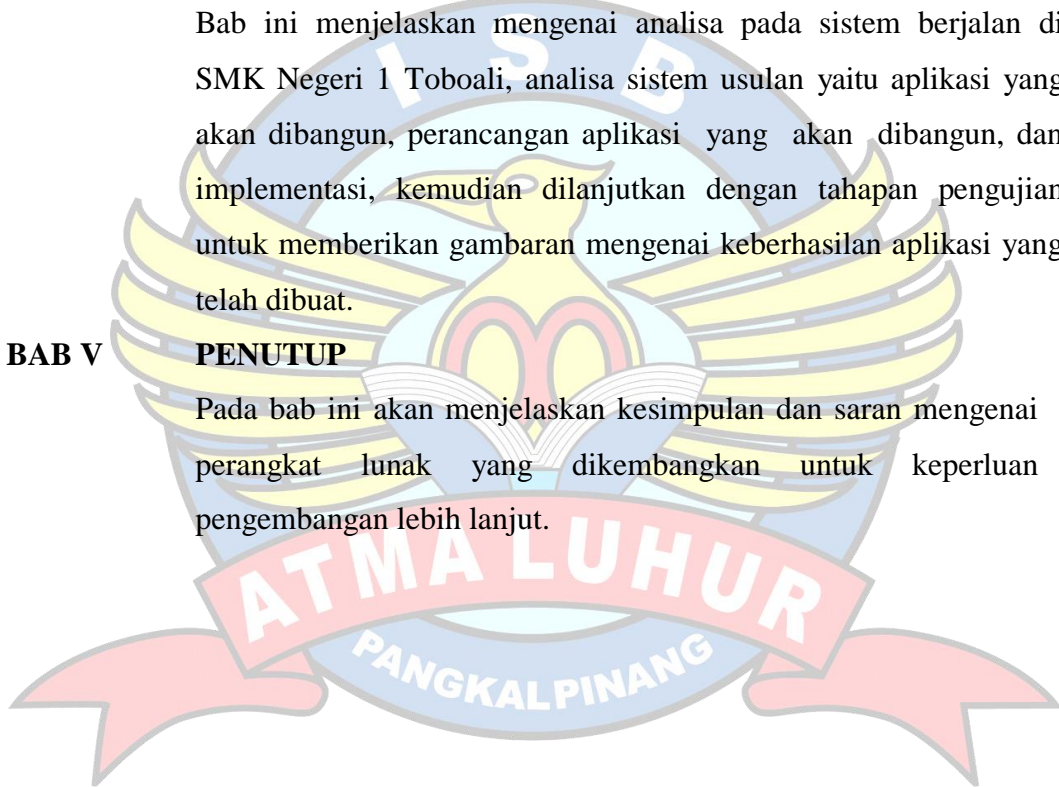 Bab ini menjelaskan mengenai analisa pada sistem berjalan di
SMK Negeri 1 Toboali, analisa sistem usulan yaitu aplikasi yang
akan dibangun, perancangan aplikasi yang akan dibangun, dan
implementasi, kemudian dilanjutkan dengan tahapan pengujian
untuk memberikan gambaran mengenai keberhasilan aplikasi yang
telah dibuat.
BAB V PENUTUP
Pada bab ini akan menjelaskan kesimpulan dan saran mengenai
perangkat lunak yang dikembangkan untuk keperluan
pengembangan lebih lanjut.
I S B
ATMA LUHUR
PANGKALPINANG